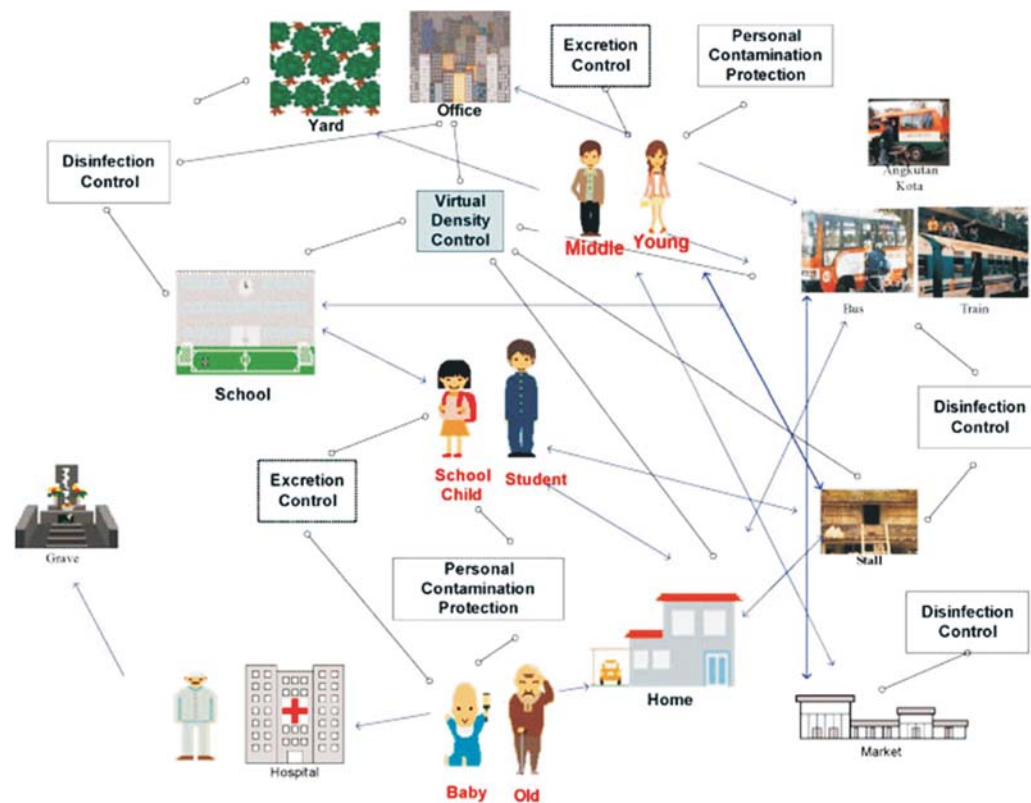 Excretion
Control
Personal
Contamination
Protection
Yard
Office
Disinfection
Control
Virtual
Density
Control
Middle
Young
Angkutan
Kota
Bus
Train
School
School
Child
Student
Disinfection
Control
Excretion
Control
Grave
Stall
Personal
Contamination
Protection
Disinfection
Control
Home
Market
Hospital
Baby
Old